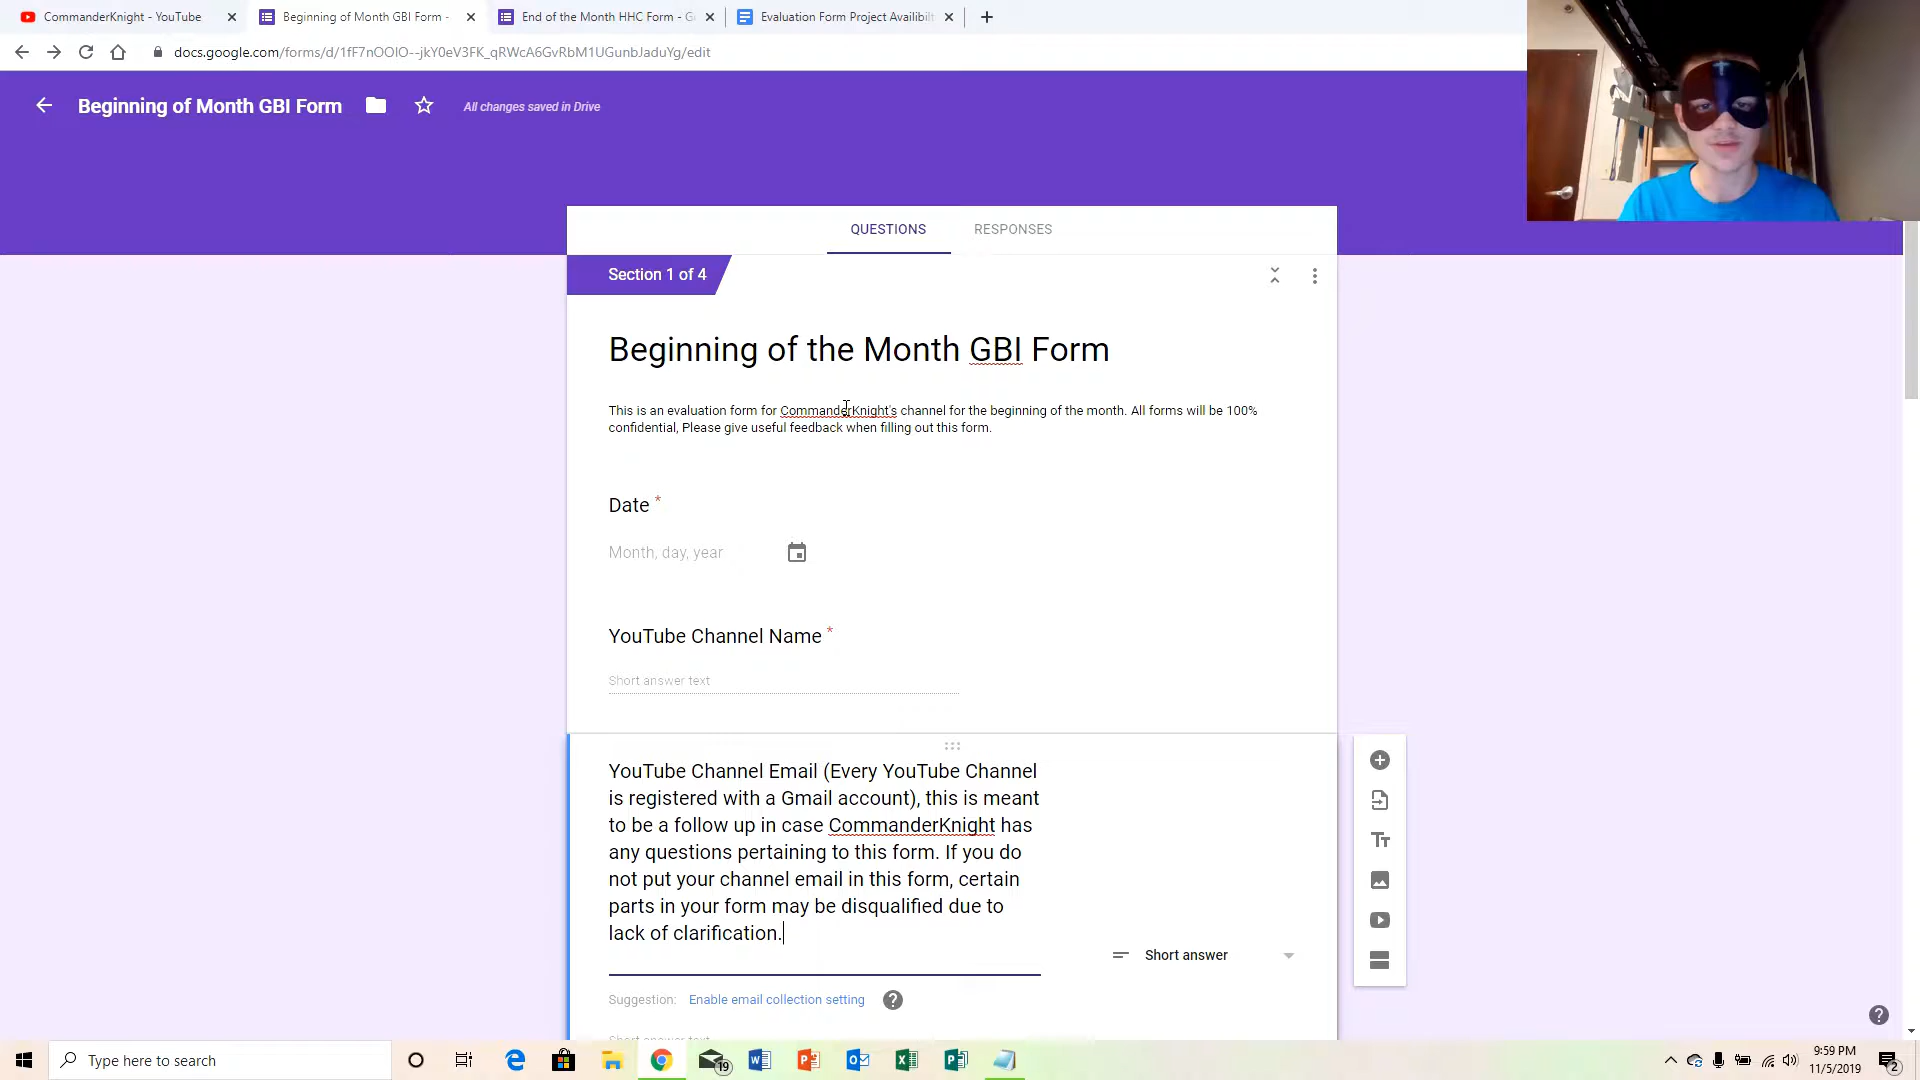 CommanderKnight - YouTube
Beginning of Month GBI Form -
End of the Month HHC Form - G
Evaluation Form Project Availibilt
docs.google.com/forms/d/1fF7nOOlO--jkY0eV3FK_qRWcA6GvRbM1UGunbJaduYg/edit
Beginning of Month GBI Form
All changes saved in Drive
QUESTIONS
RESPONSES
Section 1 of 4
Beginning of the Month GBI Form
This is an evaluation form for CommanderKnight's channel for the beginning of the month. All forms will be 100%
confidential, Please give useful feedback when filling out this form.
Date *
Month, day, year
YouTube Channel Name *
Short answer text
YouTube Channel Email (Every YouTube Channel
is registered with a Gmail account), this is meant
to be a follow up in case CommanderKnight has
any questions pertaining to this form. If you do
not put your channel email in this form, certain
parts in your form may be disqualified due to
lack of clarification.
Short answer
Suggestion: Enable email collection setting
Short answer text
Type here to search
19
9:59 PM
11/5/2019
2